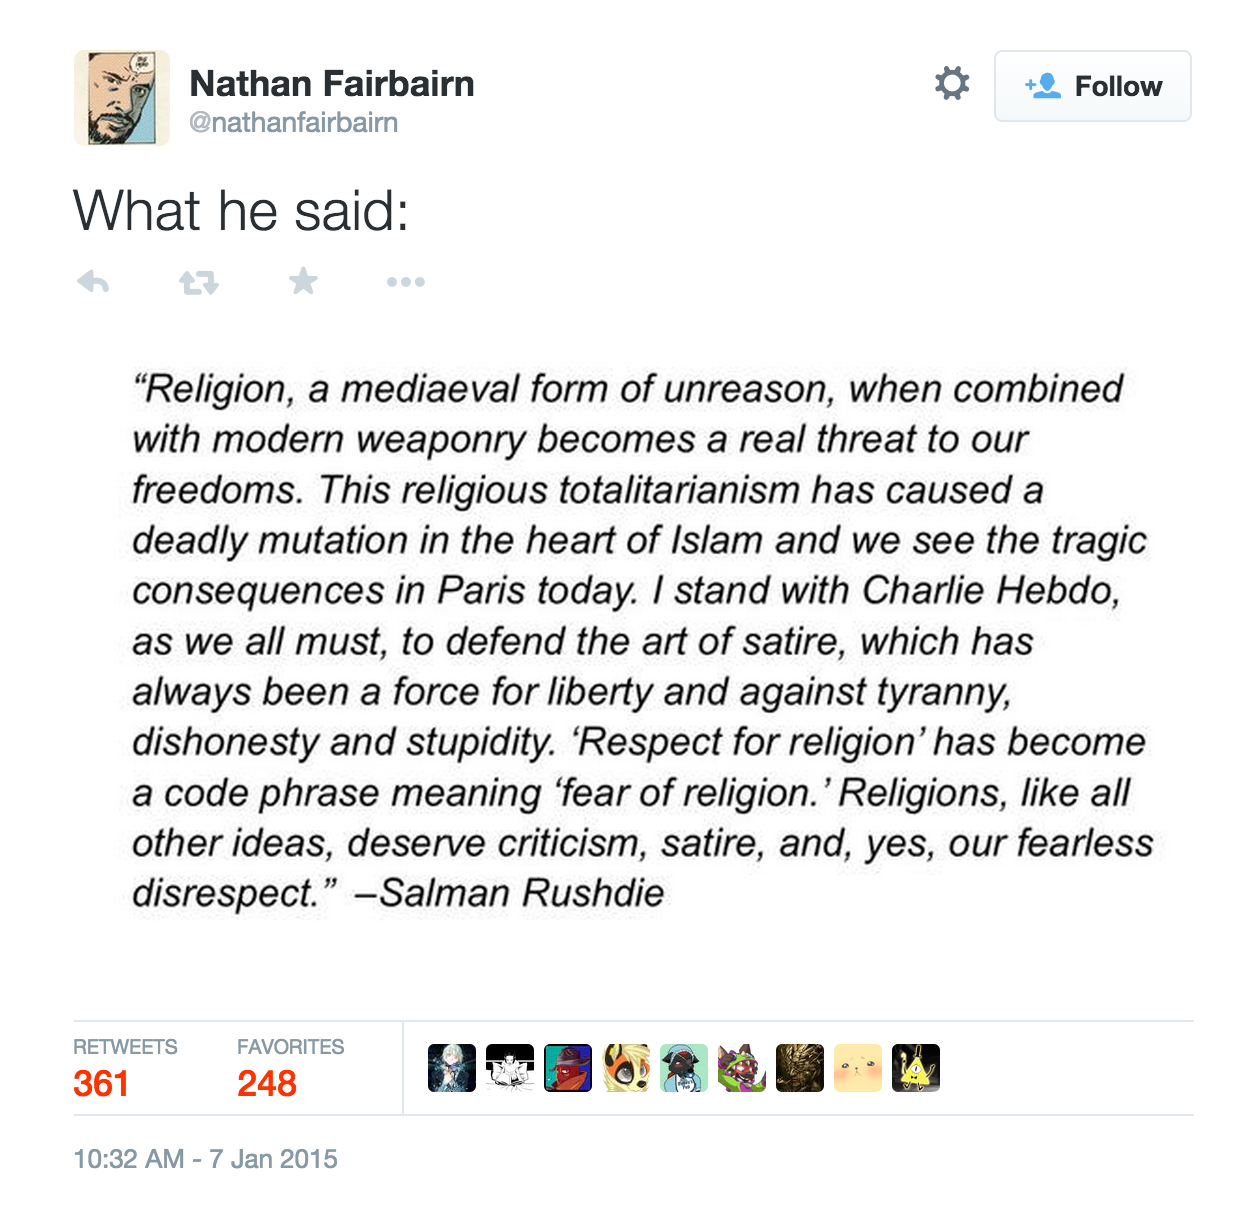 Nathan Fairbairn
@nathanfairbairn
Follow
What he said:
“Religion, a mediaeval form of unreason, when combined
with modern weaponry becomes a real threat to our
freedoms. This religious totalitarianism has caused a
deadly mutation in the heart of Islam and we see the tragic
consequences in Paris today. I stand with Charlie Hebdo,
as we all must, to defend the art of satire, which has
always been a force for liberty and against tyranny,
dishonesty and stupidity. ‘Respect for religion’ has become
a code phrase meaning ‘fear of religion.’ Religions, like all
other ideas, deserve criticism, satire, and, yes, our fearless
disrespect.” –Salman Rushdie
RETWEETS FAVORITES
361 248
10:32 AM - 7 Jan 2015